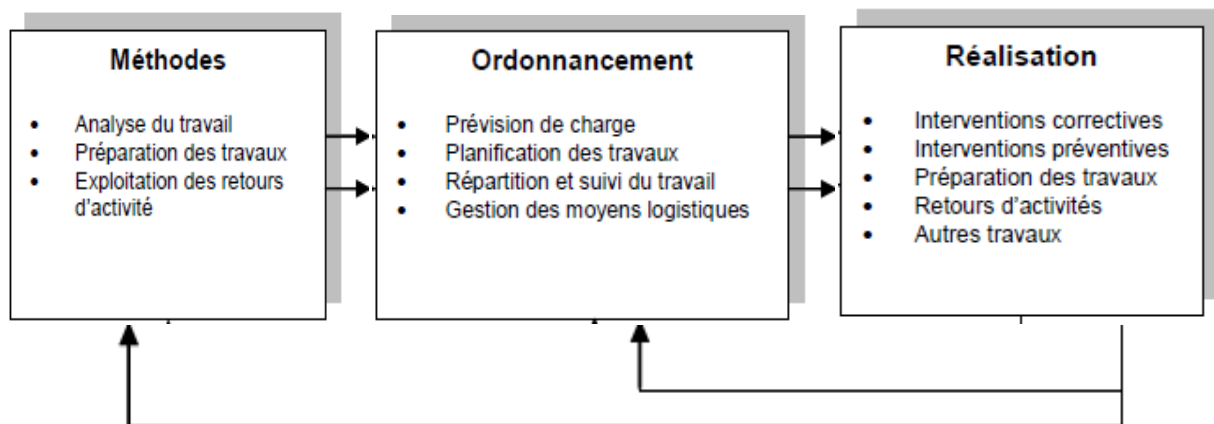 Méthodes
• Analyse du travail
• Préparation des travaux
• Exploitation des retours
d'activité
Ordonnancement
• Prévision de charge
• Planification des travaux
• Répartition et suivi du travail
• Gestion des moyens logistiques
Réalisation
• Interventions correctives
• Interventions préventives
• Préparation des travaux
• Retours d'activités
• Autres travaux